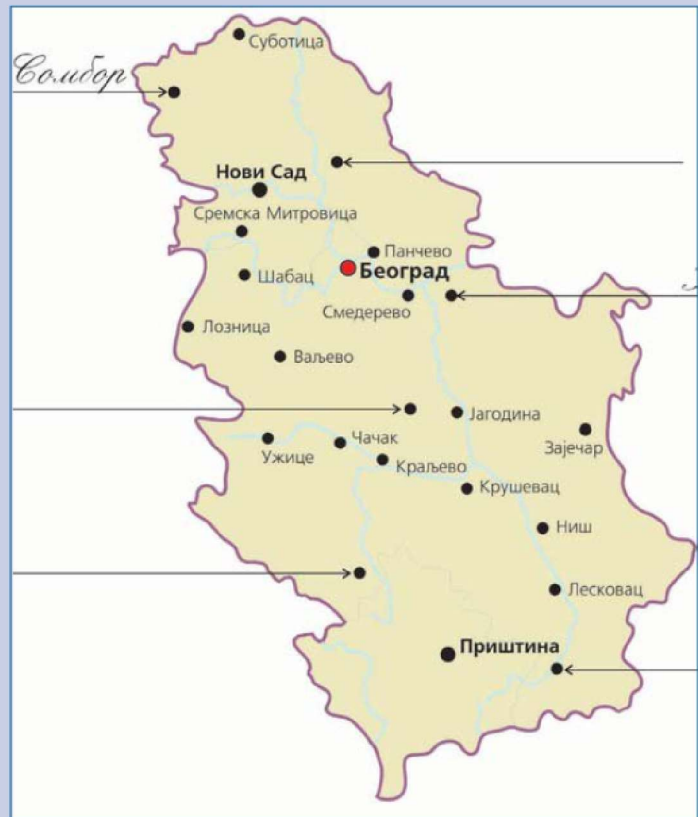 Суботица
Сомбор
Нови Сад
Сремска Митровица
Панчево
Београд
Шабац
Смедерево
Лозница
Ваљево
Јагодина
Чачак
Зајечар
Ужице
Краљево
Крушевац
Ниш
Лесковац
Приштина